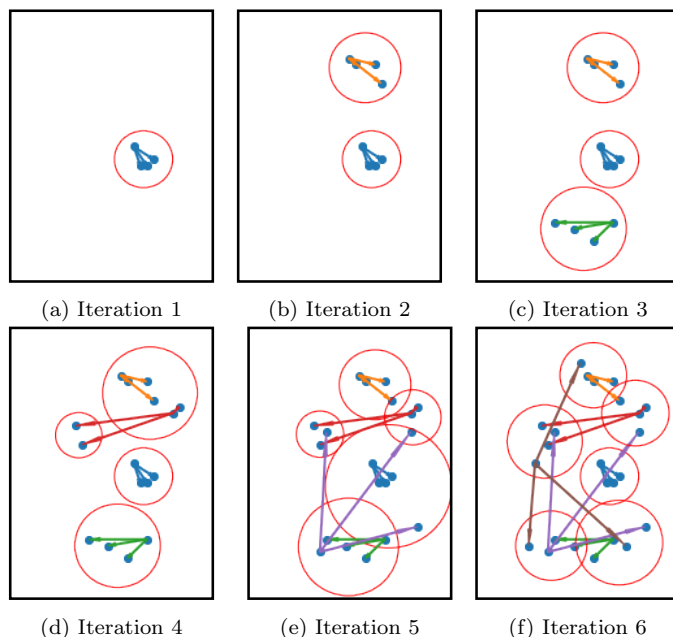 (a) Iteration 1
(b) Iteration 2
(c) Iteration 3
(d) Iteration 4
(e) Iteration 5
(f) Iteration 6